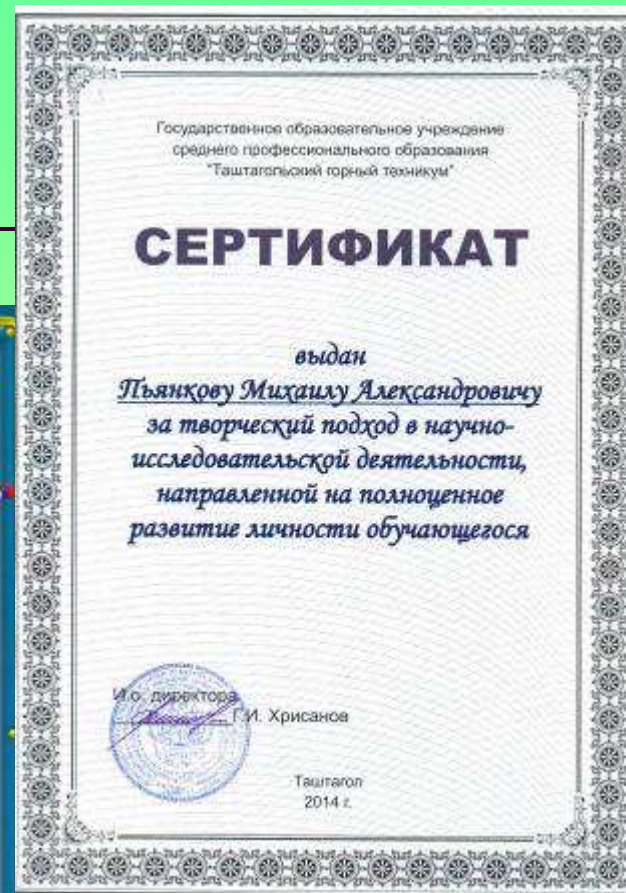 Государственное образовательное учреждение
среднего профессионального образования
"Таштагольский горный техникум"
СЕРТИФИКАТ
выдан
Пьянкову Михаилу Александровичу
за творческий подход в научно-
исследовательской деятельности,
направленной на полноценное
развитие личности обучающегося
И.о. директора
Г.И. Хрисанов
Таштагол
2014 г.